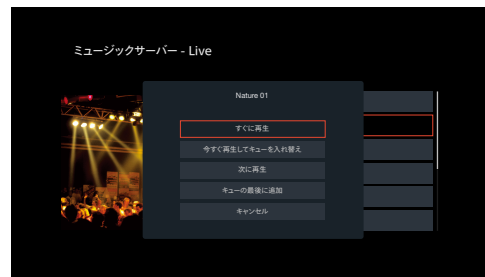 ミュージックサーバー - Live
Nature 01
すぐに再生
今すぐ再生してキューを入れ替え
次に再生
キューの最後に追加
キャンセル